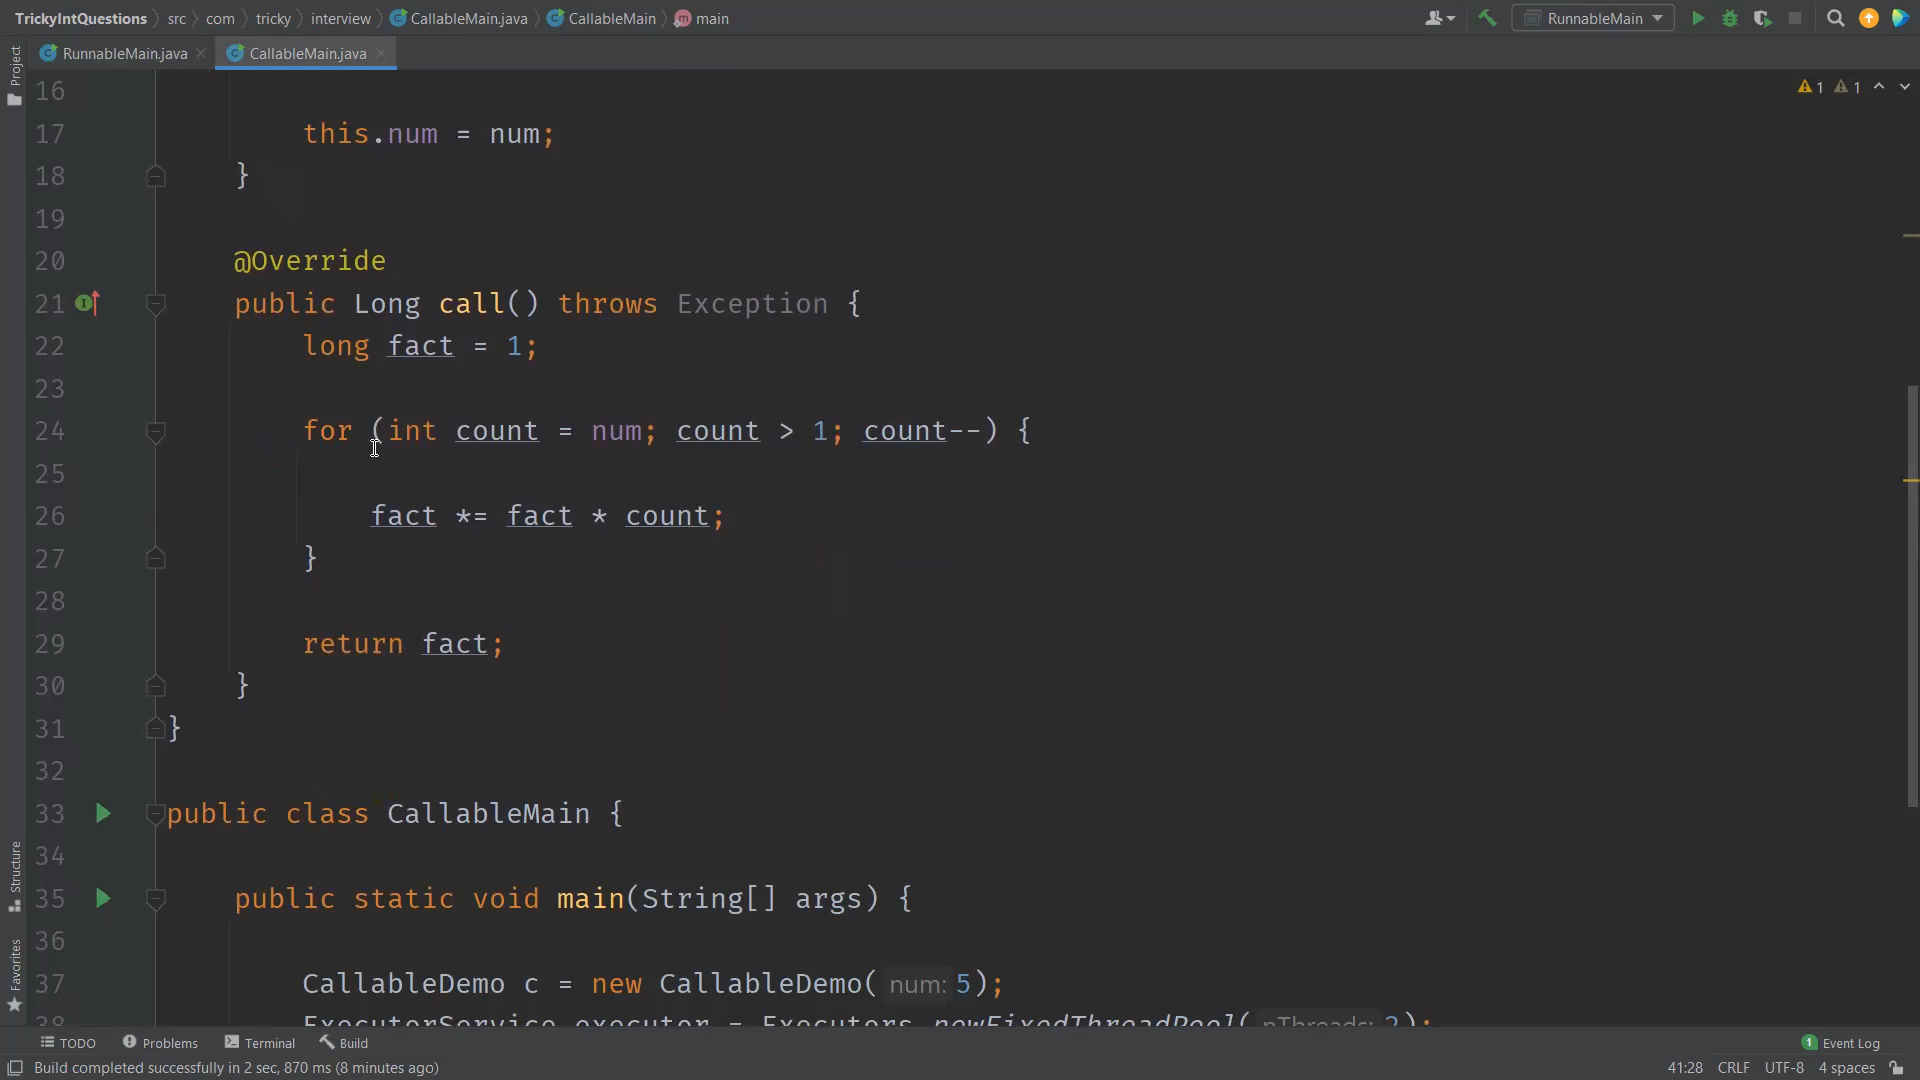 TrickyIntQuestions > src > com > tricky > interview > CallableMain.java > CallableMain > main RunnableMain
RunnableMain.java CallableMain.java
Project
1 1
16
17 this.num = num;
18 }
19
20 @Override
21 public Long call() throws Exception {
22 long fact = 1;
23
24 for (int count = num; count > 1; count--) {
25
26 fact *= fact * count;
27 }
28
29 return fact;
30 }
31 }
32
33 public class CallableMain {
34
35 public static void main(String[] args) {
36
37 CallableDemo c = new CallableDemo( num: 5);
38 ExecutorService executor = Executors.newFixedThreadPool( nThreads: 2);
Structure
Favorites
TODO Problems Terminal Build 1 Event Log
Build completed successfully in 2 sec, 870 ms (8 minutes ago) 41:28 CRLF UTF-8 4 spaces